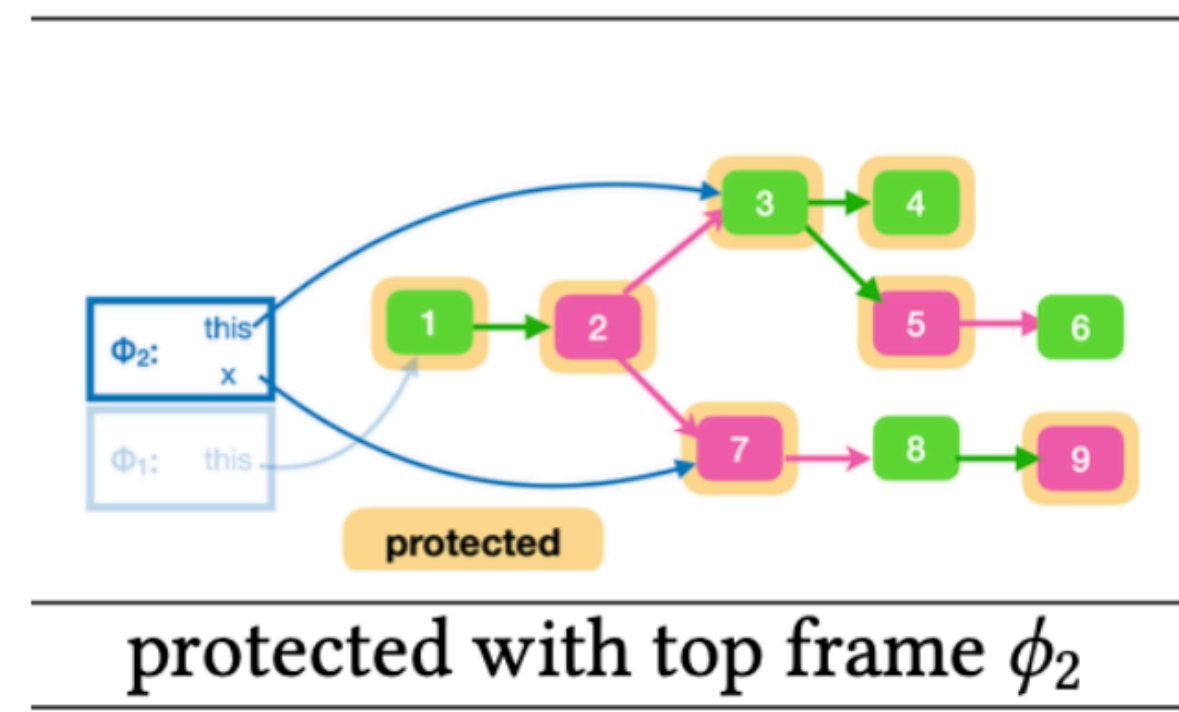 3 4
this 1 2 5 6
Φ₂:
x
Φ₁: this 7 8 9
protected
protected with top frame ϕ₂